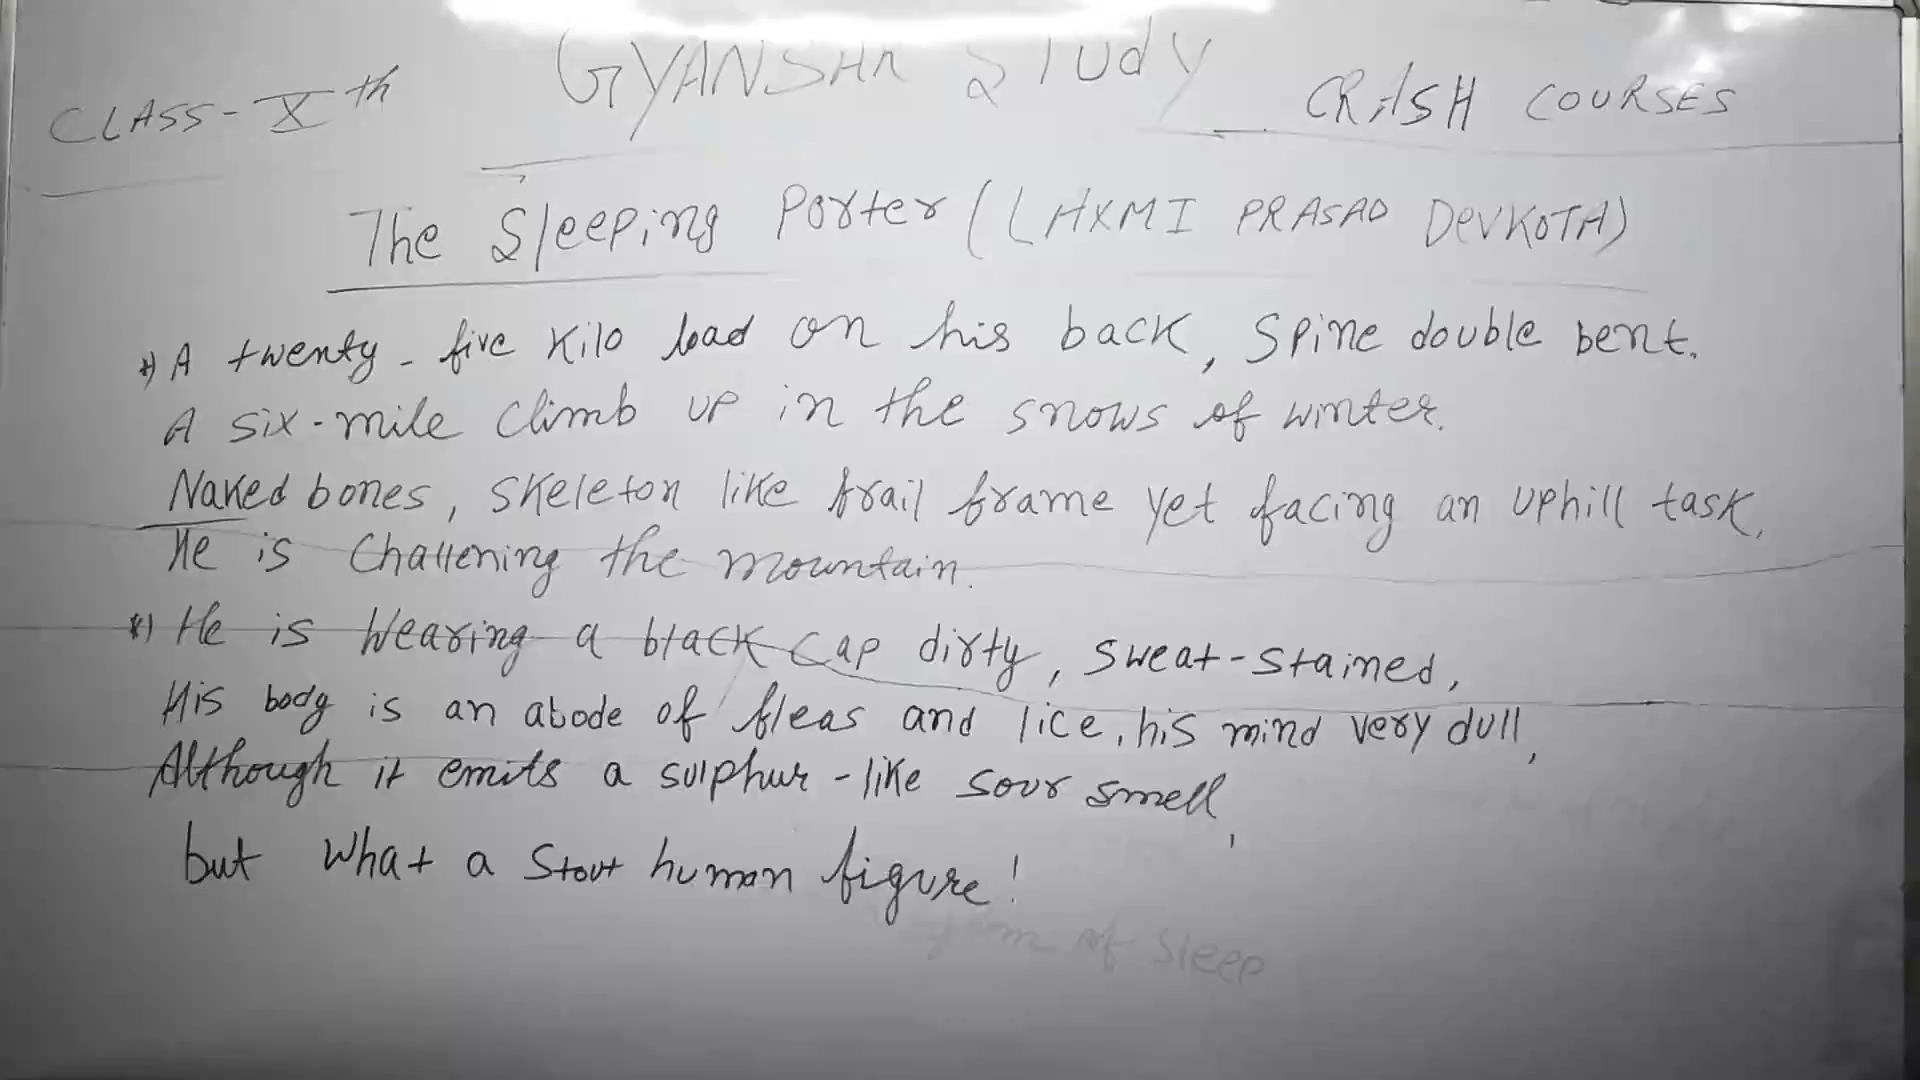 CLASS-Xth GYANSHA Study CRASH COURSES
The Sleeping Porter (LAXMI PRASAD DEVKOTA)
*) A twenty-five Kilo load on his back, Spine double bent.
A six-mile climb up in the snows of winter.
Naked bones, skeleton like frail frame yet facing an uphill task,
He is Challening the mountain.
*) He is Wearing a black cap dirty, sweat-stained,
His body is an abode of fleas and lice, his mind very dull,
Although it emits a sulphur-like sour smell,
but what a stout human figure!
of sleep